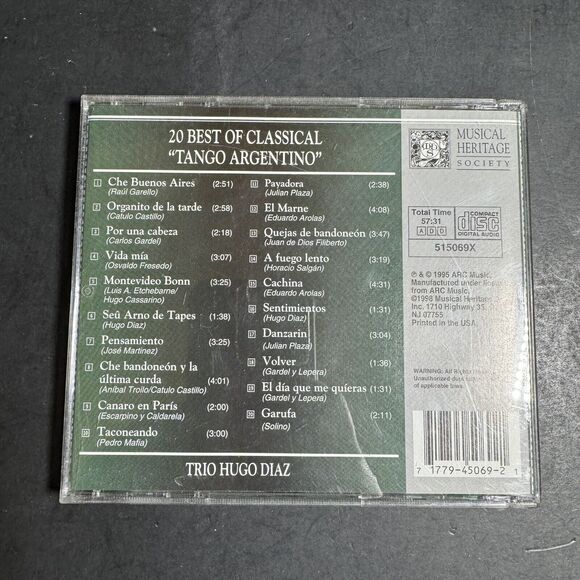 20 BEST OF CLASSICAL
“TANGO ARGENTINO”
1 Che Buenos Aires (2:51)
(Raúl Garello)
2 Organito de la tarde (2:58)
(Catulo Castillo)
3 Por una cabeza (2:18)
(Carlos Gardel)
4 Vida mía (3:07)
(Osvaldo Fresedo)
5 Montevideo Bonn (3:25)
(Luis A. Etchebarne/
Hugo Cassarino)
6 Seû Arno de Tapes (1:38)
(Hugo Diaz)
7 Pensamiento (3:25)
(José Martinez)
8 Che bandoneón y la
última curda (4:01)
(Aníbal Troilo/Catulo Castillo)
9 Canaro en París (2:00)
(Escarpino y Caldarela)
10 Taconeando (3:00)
(Pedro Mafia)
11 Payadora (2:38)
(Julian Plaza)
12 El Marne (4:08)
(Eduardo Arolas)
13 Quejas de bandoneón (3:47)
(Juan de Dios Filiberto)
14 A fuego lento (3:19)
(Horacio Salgán)
15 Cachina (4:31)
(Eduardo Arolas)
16 Sentimientos (1:31)
(Hugo Diaz)
17 Danzarin (3:04)
(Julian Plaza)
18 Volver (1:36)
(Gardel y Lepera)
19 El día que me quieras (1:31)
(Gardel y Lepera)
20 Garufa (2:11)
(Solino)
TRIO HUGO DIAZ
MUSICAL
HERITAGE
SOCIETY
Total Time
57:31
ADD
COMPACT
disc
DIGITAL AUDIO
515069X
℗ & © 1995 ARC Music,
Manufactured under
from ARC Music,
©1998 Musical Heritage
Inc. 1710 Highway 35,
NJ 07755
Printed in the USA.
WARNING: All Rights
Unauthorized
of applicable laws.
7 1779-45069-2 1